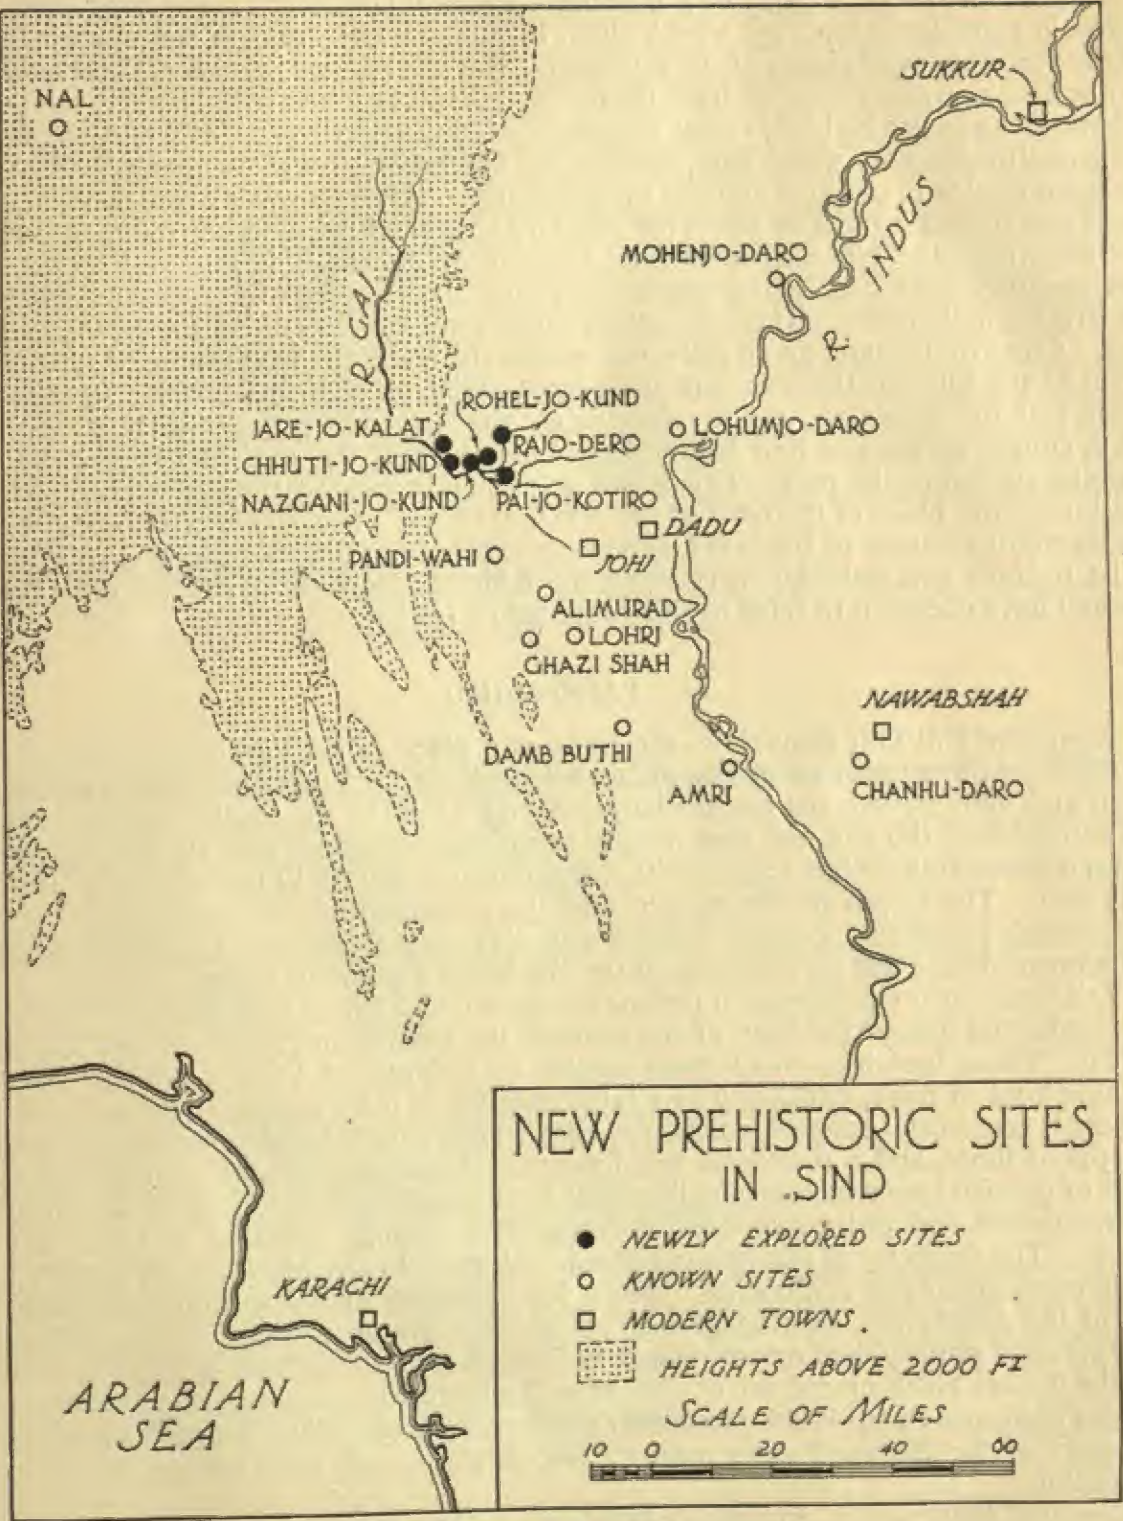 SUKKUR
NAL
MOHENJO-DARO
R. INDUS
R. GAJ
ROHEL-JO-KUND
JARE-JO-KALAT
RAJO-DERO
LOHUMJO-DARO
CHHUTI-JO-KUND
NAZGANI-JO-KUND
PAI-JO-KOTIRO
DADU
JOHI
PANDI-WAHI
ALIMURAD
LOHRI
GHAZI SHAH
NAWABSHAH
DAMB BUTHI
AMRI
CHANHU-DARO
NEW PREHISTORIC SITES
IN SIND
NEWLY EXPLORED SITES
KNOWN SITES
MODERN TOWNS.
HEIGHTS ABOVE 2000 FT
SCALE OF MILES
10 0 20 40 60
KARACHI
ARABIAN
SEA